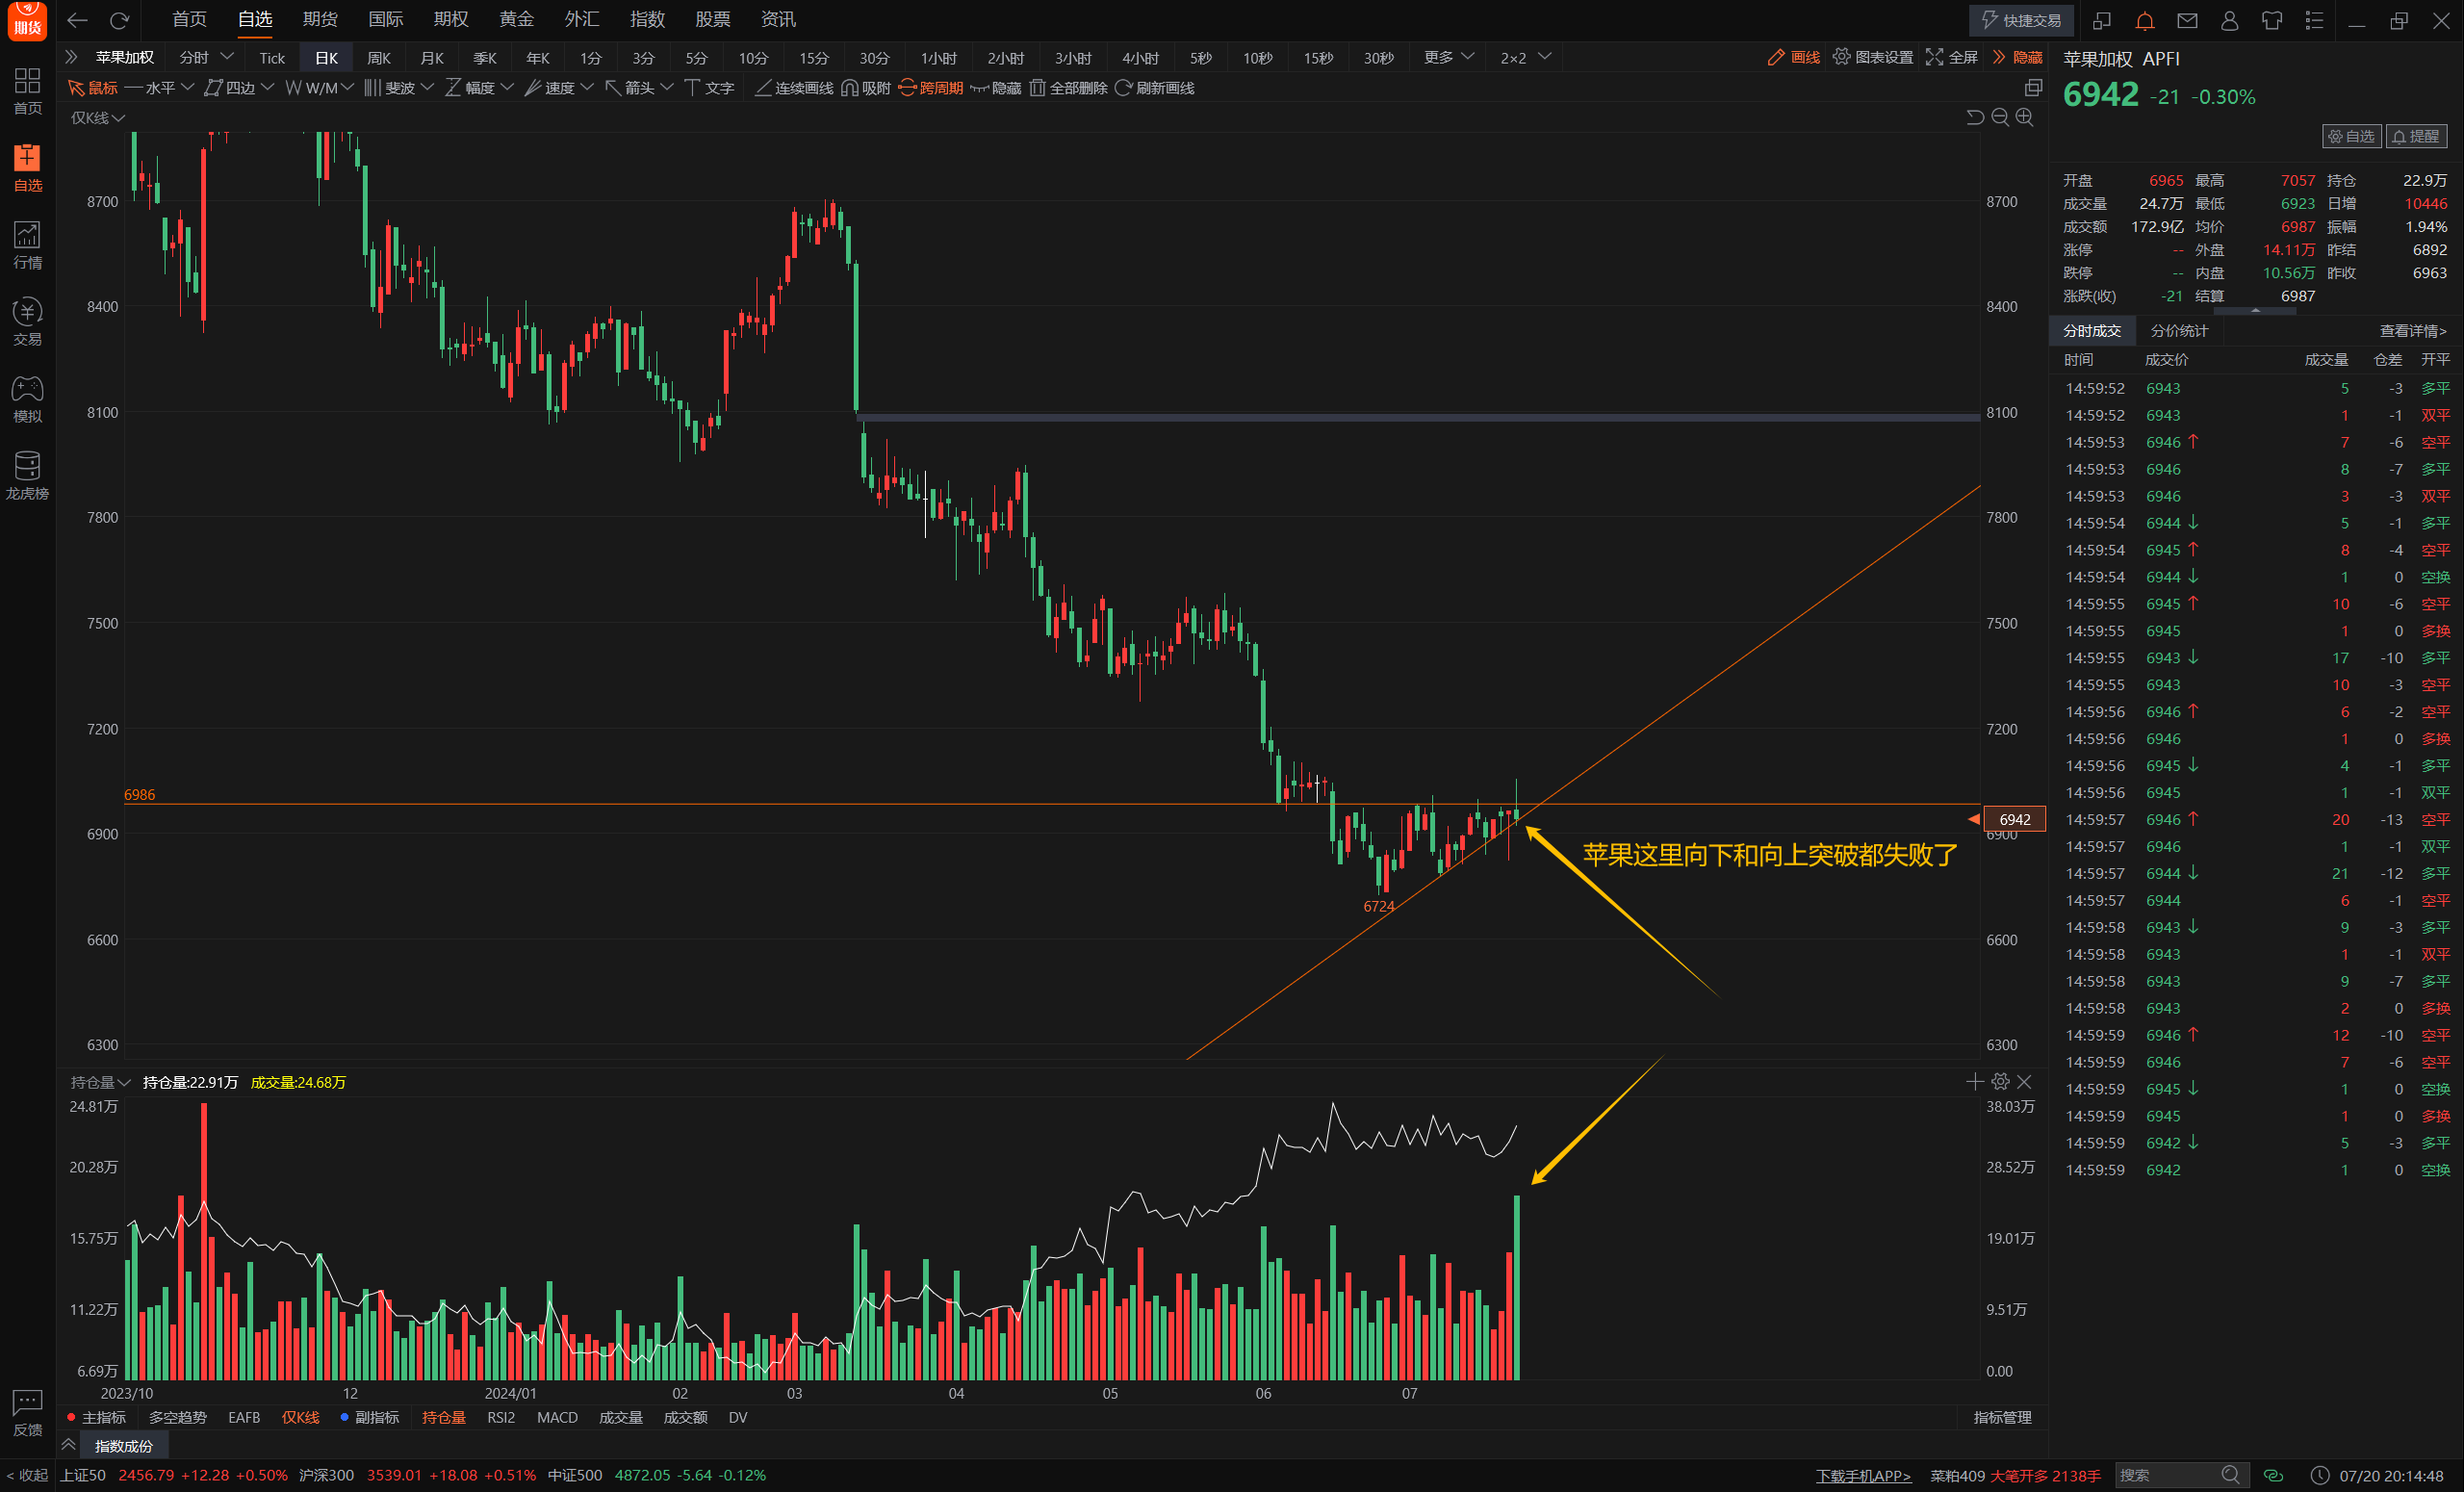 期货
首页 自选 期货 国际 期权 黄金 外汇 指数 股票 资讯
快捷交易
苹果加权 分时 Tick 日K 周K 月K 季K 年K 1分 3分 5分 10分 15分 30分 1小时 2小时 3小时 4小时 5秒 10秒 15秒 30秒 更多 2×2
画线 图表设置 全屏 隐藏
鼠标 水平 四边 W/M 斐波 幅度 速度 箭头 文字 连续画线 吸附 跨周期 隐藏 全部删除 刷新画线
首页
自选
行情
交易
模拟
龙虎榜
反馈
< 收起
仅K线
8700 8700
8400 8400
8100 8100
7800 7800
7500 7500
7200 7200
6986
6942
6900 6900
苹果这里向下和向上突破都失败了
6724
6600 6600
6300 6300
持仓量 持仓量:22.91万 成交量:24.68万
24.81万 38.03万
20.28万 28.52万
15.75万 19.01万
11.22万 9.51万
6.69万 0.00
2023/10 12 2024/01 02 03 04 05 06 07
主指标 多空趋势 EAFB 仅K线 副指标 持仓量 RSI2 MACD 成交量 成交额 DV 指标管理
指数成份
苹果加权 APFI
6942 -21 -0.30%
自选 提醒
开盘 6965 最高 7057 持仓 22.9万
成交量 24.7万 最低 6923 日增 10446
成交额 172.9亿 均价 6987 振幅 1.94%
涨停 -- 外盘 14.11万 昨结 6892
跌停 -- 内盘 10.56万 昨收 6963
涨跌(收) -21 结算 6987
分时成交 分价统计 查看详情>
时间 成交价 成交量 仓差 开平
14:59:52 6943 5 -3 多平
14:59:52 6943 1 -1 双平
14:59:53 6946 ↑ 7 -6 空平
14:59:53 6946 8 -7 多平
14:59:53 6946 3 -3 双平
14:59:54 6944 ↓ 5 -1 多平
14:59:54 6945 ↑ 8 -4 空平
14:59:54 6944 ↓ 1 0 空换
14:59:55 6945 ↑ 10 -6 空平
14:59:55 6945 1 0 多换
14:59:55 6943 ↓ 17 -10 多平
14:59:55 6943 10 -3 空平
14:59:56 6946 ↑ 6 -2 空平
14:59:56 6946 1 0 多换
14:59:56 6945 ↓ 4 -1 多平
14:59:56 6945 1 -1 双平
14:59:57 6946 ↑ 20 -13 空平
14:59:57 6946 1 -1 双平
14:59:57 6944 ↓ 21 -12 多平
14:59:57 6944 6 -1 空平
14:59:58 6943 ↓ 9 -3 多平
14:59:58 6943 1 -1 双平
14:59:58 6943 9 -7 多平
14:59:58 6943 2 0 多换
14:59:59 6946 ↑ 12 -10 空平
14:59:59 6946 7 -6 空平
14:59:59 6945 ↓ 1 0 空换
14:59:59 6945 1 0 多换
14:59:59 6942 ↓ 5 -3 多平
14:59:59 6942 1 0 空换
上证50 2456.79 +12.28 +0.50% 沪深300 3539.01 +18.08 +0.51% 中证500 4872.05 -5.64 -0.12%
下载手机APP> 菜粕409 大笔开多 2138手 搜索 07/20 20:14:48